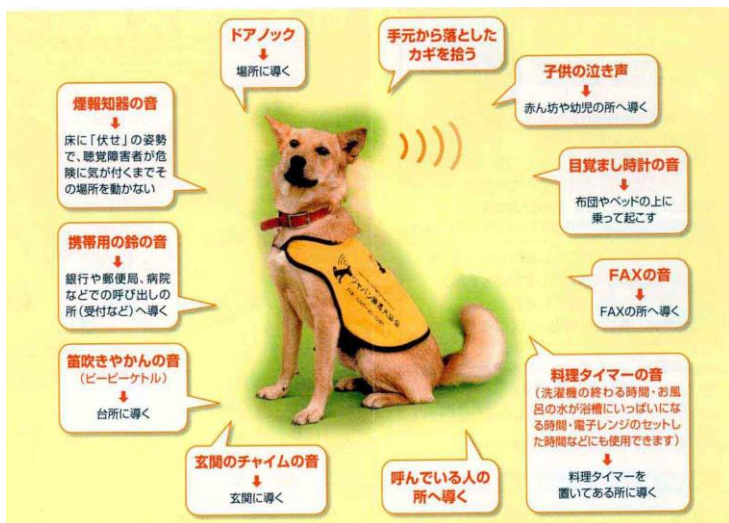 ドアノック
↓
場所に導く
手元から落とした
カギを拾う
子供の泣き声
↓
赤ん坊や幼児の所へ導く
煙報知器の音
↓
床に「伏せ」の姿勢
で、聴覚障害者が危
険に気が付くまでそ
の場所を動かない
目覚まし時計の音
↓
布団やベッドの上に
乗って起こす
携帯用の鈴の音
↓
銀行や郵便局、病院
などでの呼び出しの
所(受付など)へ導く
FAXの音
↓
FAXの所へ導く
笛吹きやかんの音
(ピーピーケトル)
↓
台所に導く
料理タイマーの音
(洗濯機の終わる時間・お風
呂の水が浴槽にいっぱいにな
る時間・電子レンジのセットし
た時間などにも使用できます)
↓
料理タイマーを
置いてある所に導く
玄関のチャイムの音
↓
玄関に導く
呼んでいる人の
所へ導く